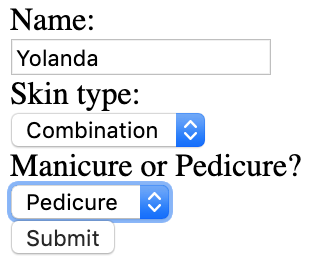 Name:
Yolanda
Skin type:
Combination
Manicure or Pedicure?
Pedicure
Submit